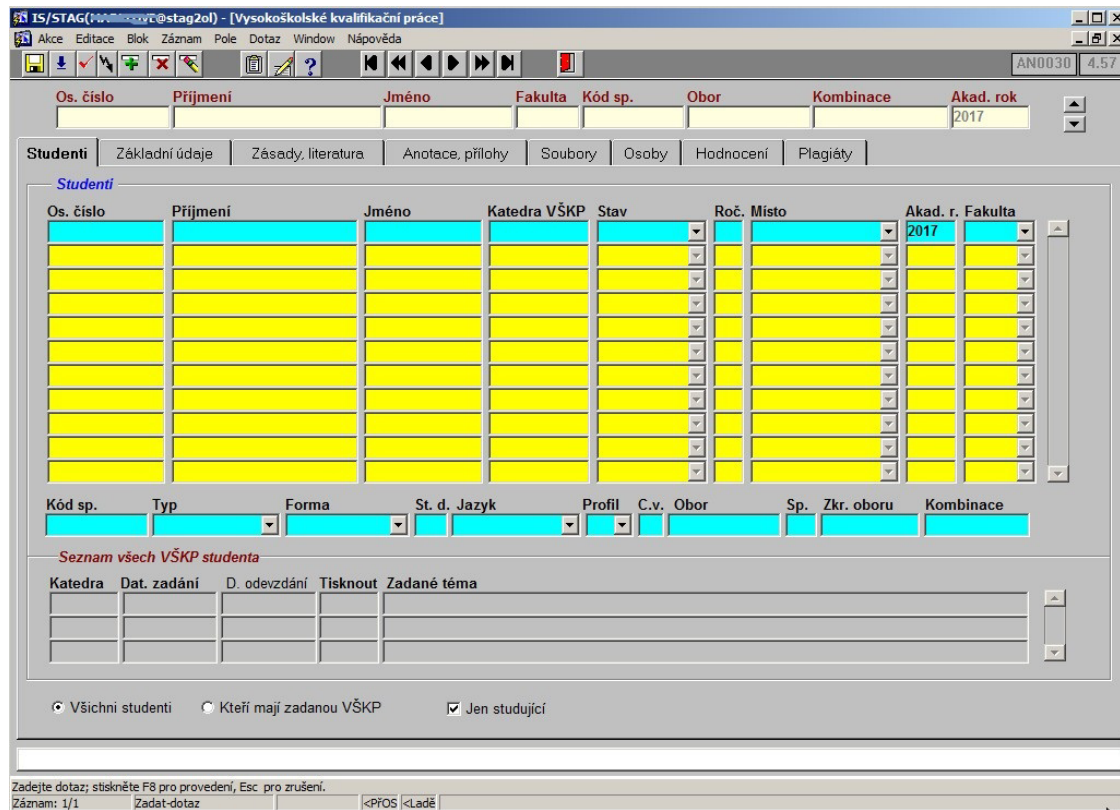 IS/STAG( @stag2ol) - [Vysokoškolské kvalifikační práce]
Akce Editace Blok Záznam Pole Dotaz Window Nápověda
AN0030 4.57
Os. číslo Příjmení Jméno Fakulta Kód sp. Obor Kombinace Akad. rok
2017
Studenti Základní údaje Zásady, literatura Anotace, přílohy Soubory Osoby Hodnocení Plagiáty
Studenti
Os. číslo Příjmení Jméno Katedra VŠKP Stav Roč. Místo Akad. r. Fakulta
2017
Kód sp. Typ Forma St. d. Jazyk Profil C.v. Obor Sp. Zkr. oboru Kombinace
Seznam všech VŠKP studenta
Katedra Dat. zadání D. odevzdání Tisknout Zadané téma
Všichni studenti Kteří mají zadanou VŠKP Jen studující
Zadejte dotaz; stiskněte F8 pro provedení, Esc pro zrušení.
Záznam: 1/1 Zadat-dotaz <PřOS <Ladě